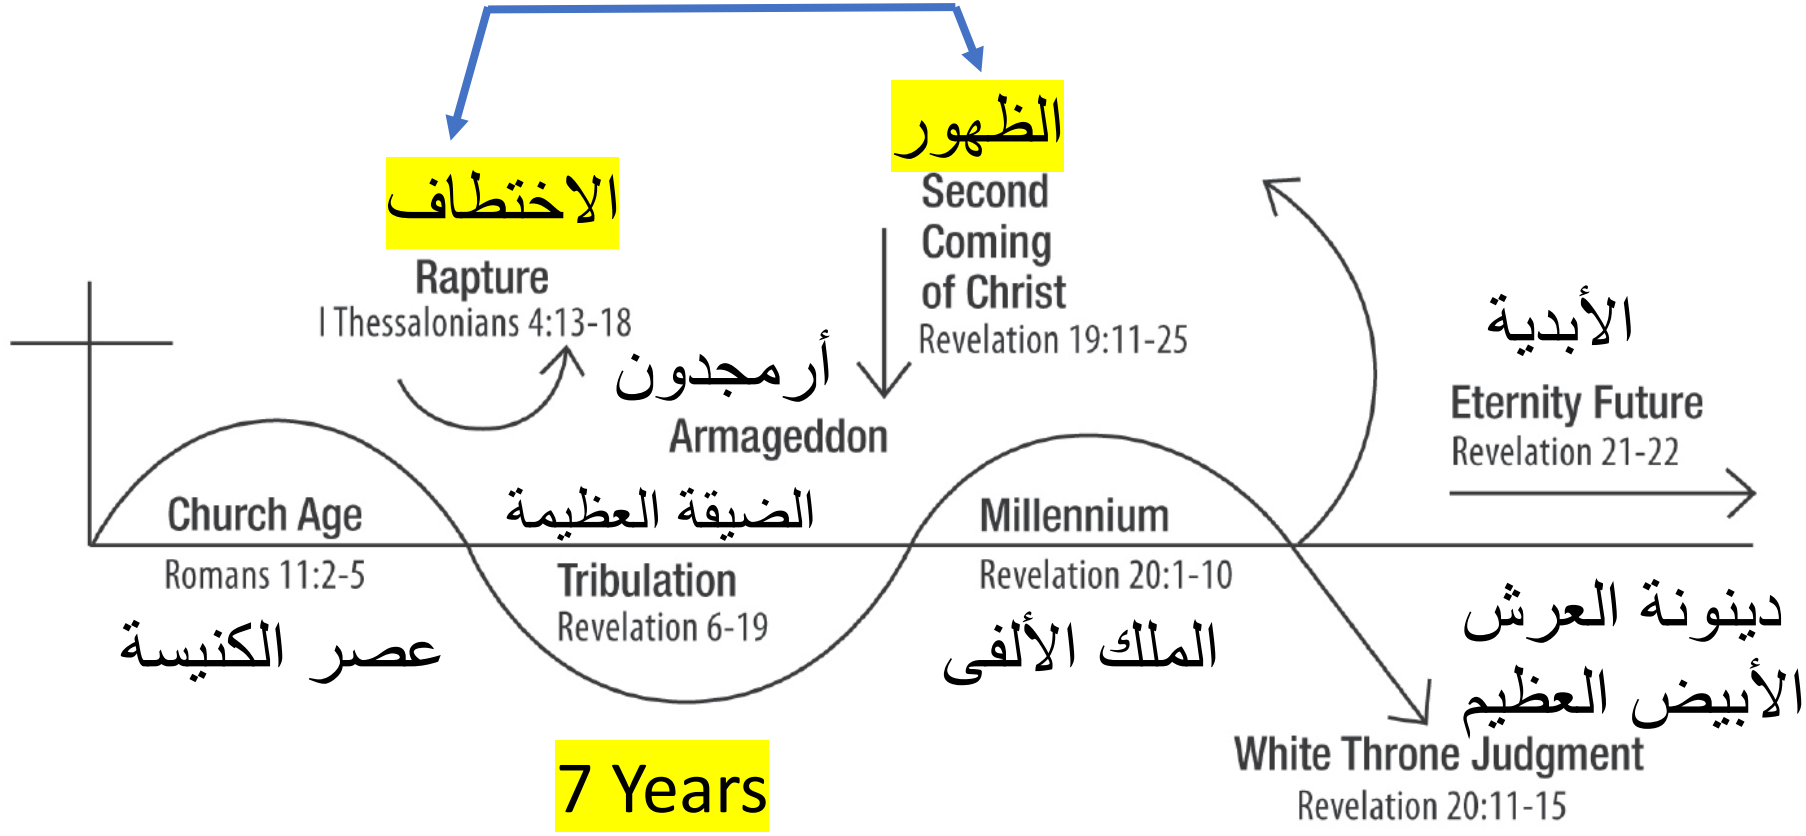 الظهور
Second
Coming
of Christ
Revelation 19:11-25
الاختطاف
Rapture
I Thessalonians 4:13-18
أرمجدون
Armageddon
الأبدية
Eternity Future
Revelation 21-22
Church Age
Romans 11:2-5
عصر الكنيسة
الضيقة العظيمة
Tribulation
Revelation 6-19
7 Years
Millennium
Revelation 20:1-10
الملك الألفى
دينونة العرش
الأبيض العظيم
White Throne Judgment
Revelation 20:11-15